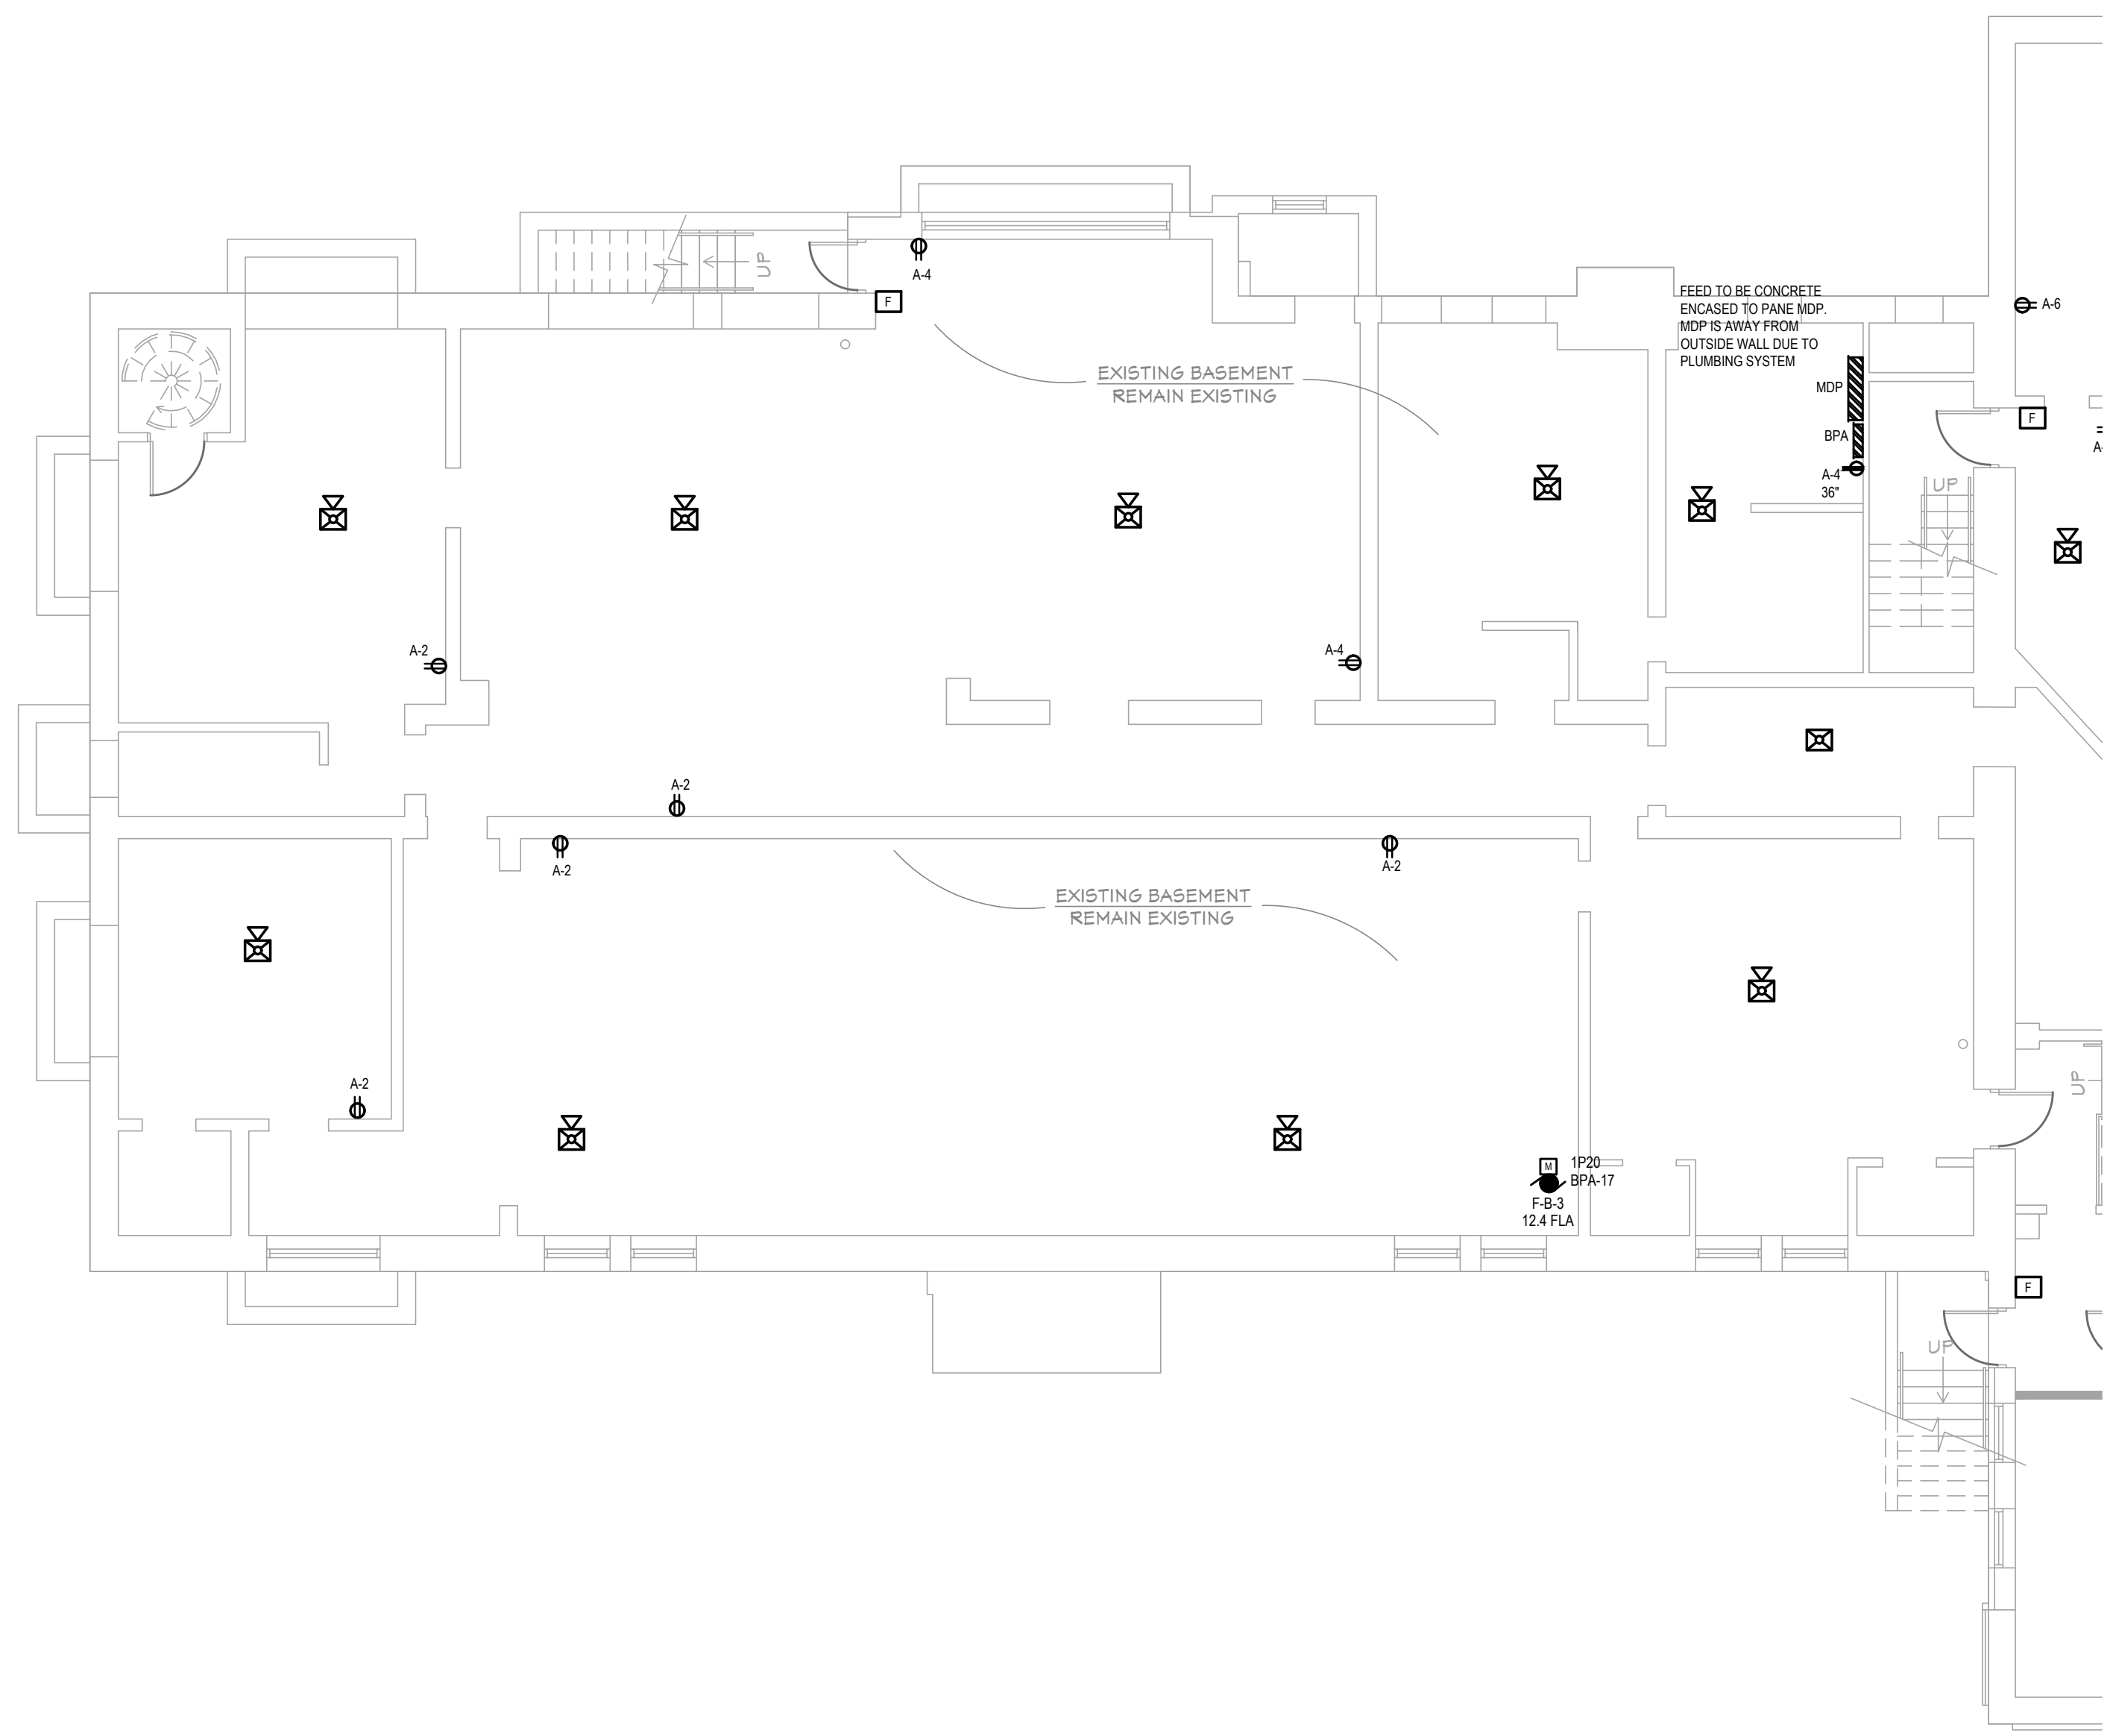 UP
A-4
F
FEED TO BE CONCRETE
ENCASED TO PANE MDP.
MDP IS AWAY FROM
OUTSIDE WALL DUE TO
PLUMBING SYSTEM
A-6
EXISTING BASEMENT
REMAIN EXISTING
MDP
F
BPA
A-4
36"
UP
A-2
A-4
A-2
A-2
A-2
EXISTING BASEMENT
REMAIN EXISTING
A-2
UP
M
1P20
BPA-17
F-B-3
12.4 FLA
F
UP